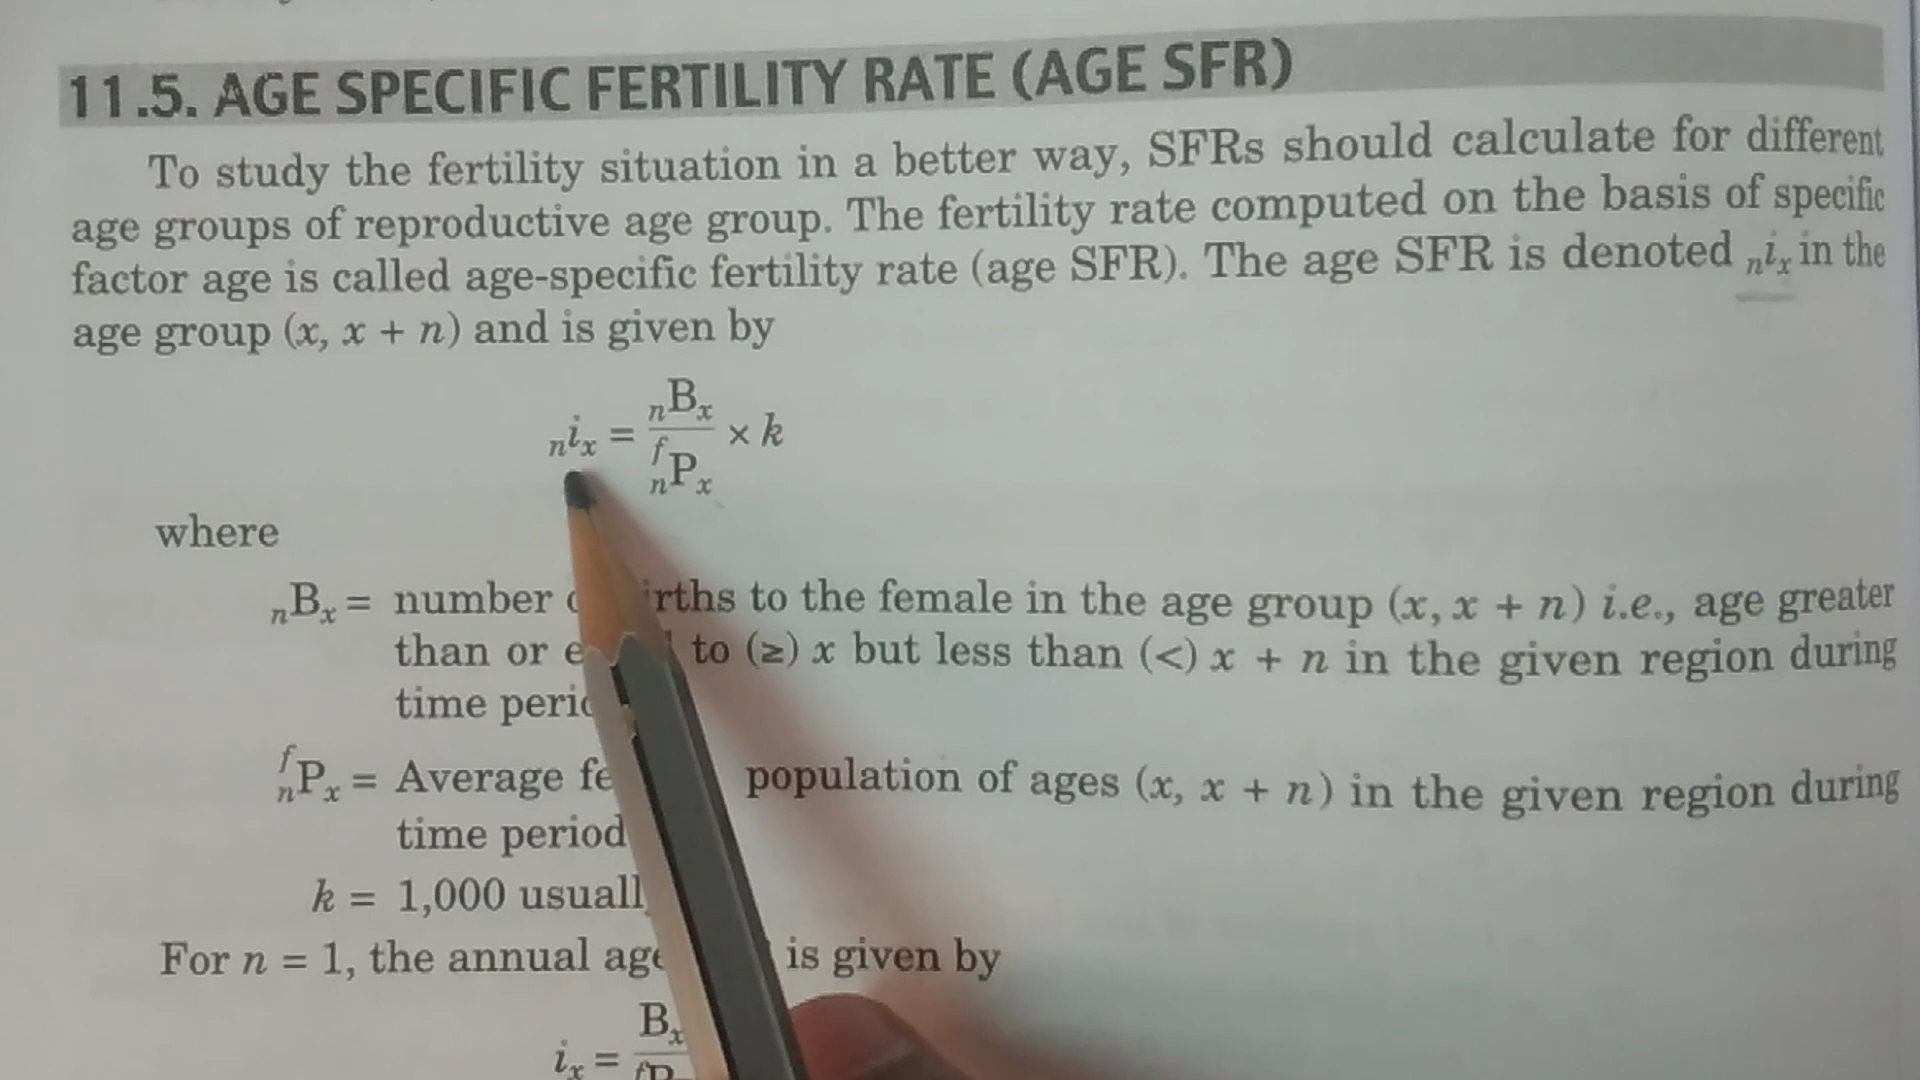 11.5. AGE SPECIFIC FERTILITY RATE (AGE SFR)
To study the fertility situation in a better way, SFRs should calculate for different
age groups of reproductive age group. The fertility rate computed on the basis of specific
factor age is called age-specific fertility rate (age SFR). The age SFR is denoted ₙiₓ in the
age group (x, x + n) and is given by
ₙiₓ = ₙBₓ / ᶠₙPₓ × k
where
ₙBₓ = number to the female in the age group (x, x + n) i.e., age greater
than or to (≥) x but less than (<) x + n in the given region during
time
ᶠₙPₓ = Average population of ages (x, x + n) in the given region during
time period
k = 1,000
For n = 1, the annual is given by
iₓ = Bₓ